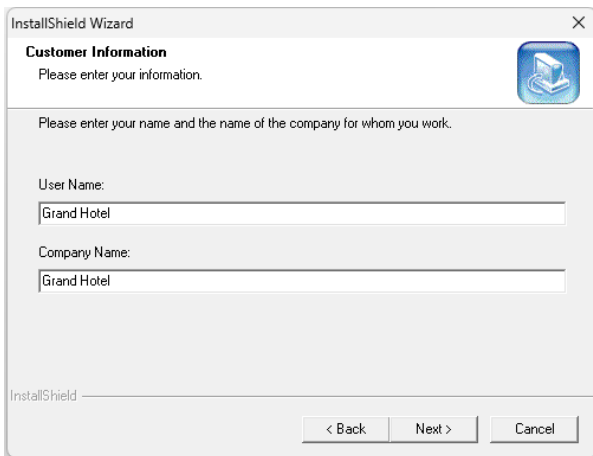 InstallShield Wizard
Customer Information
Please enter your information.
Please enter your name and the name of the company for whom you work.
User Name:
Grand Hotel
Company Name:
Grand Hotel
InstallShield
< Back Next > Cancel